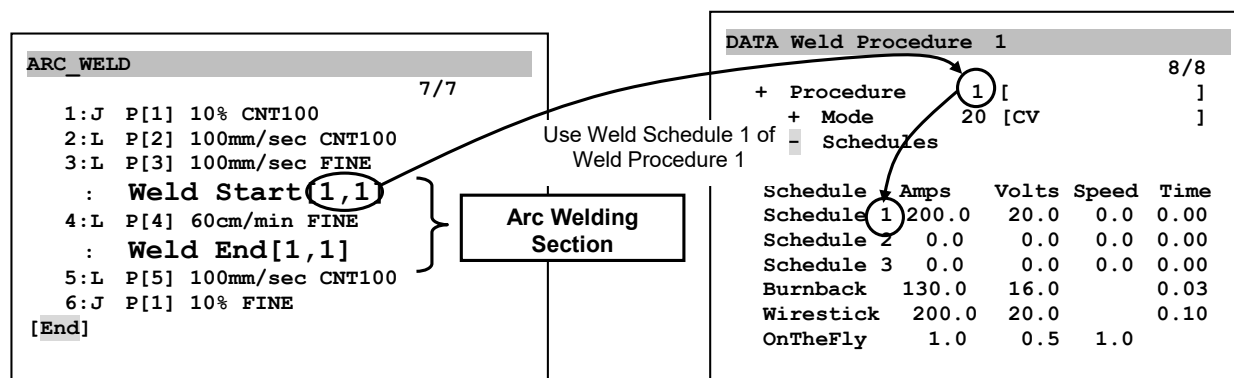 ARC_WELD
7/7
1:J P[1] 10% CNT100
2:L P[2] 100mm/sec CNT100
3:L P[3] 100mm/sec FINE
: Weld Start[1,1]
4:L P[4] 60cm/min FINE
: Weld End[1,1]
5:L P[5] 100mm/sec CNT100
6:J P[1] 10% FINE
[End]
Arc Welding
Section
Use Weld Schedule 1 of
Weld Procedure 1
DATA Weld Procedure 1
8/8
+ Procedure 1 [ ]
+ Mode 20 [CV ]
- Schedules
Schedule Amps Volts Speed Time
Schedule 1 200.0 20.0 0.0 0.00
Schedule 2 0.0 0.0 0.0 0.00
Schedule 3 0.0 0.0 0.0 0.00
Burnback 130.0 16.0 0.03
Wirestick 200.0 20.0 0.10
OnTheFly 1.0 0.5 1.0